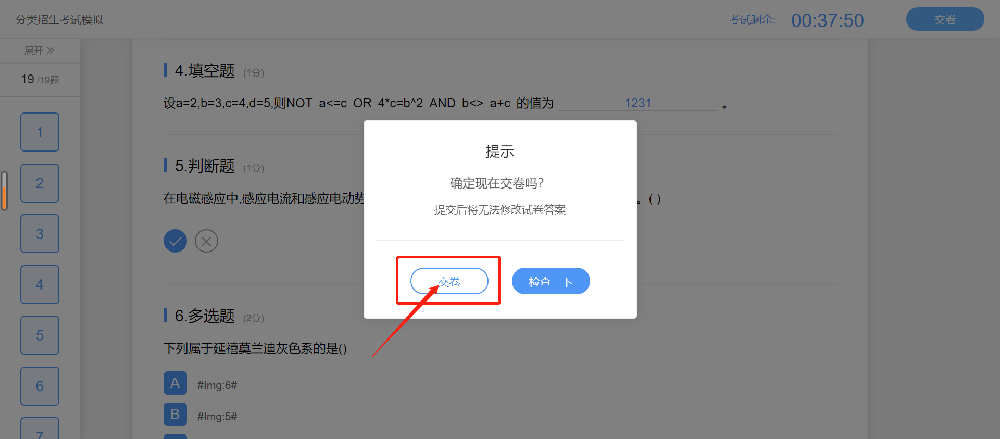 分类招生考试模拟
考试剩余: 00:37:50
交卷
展开
19 /19题
1
2
3
4
5
6
7
4.填空题 (1分)
设a=2,b=3,c=4,d=5,则NOT a<=c OR 4*c=b^2 AND b<> a+c 的值为 1231 。
5.判断题 (1分)
在电磁感应中,感应电流和感应电动势
。( )
6.多选题 (2分)
下列属于延禧莫兰迪灰色系的是()
A #Img:6#
B #Img:5#
提示
确定现在交卷吗?
提交后将无法修改试卷答案
交卷
检查一下